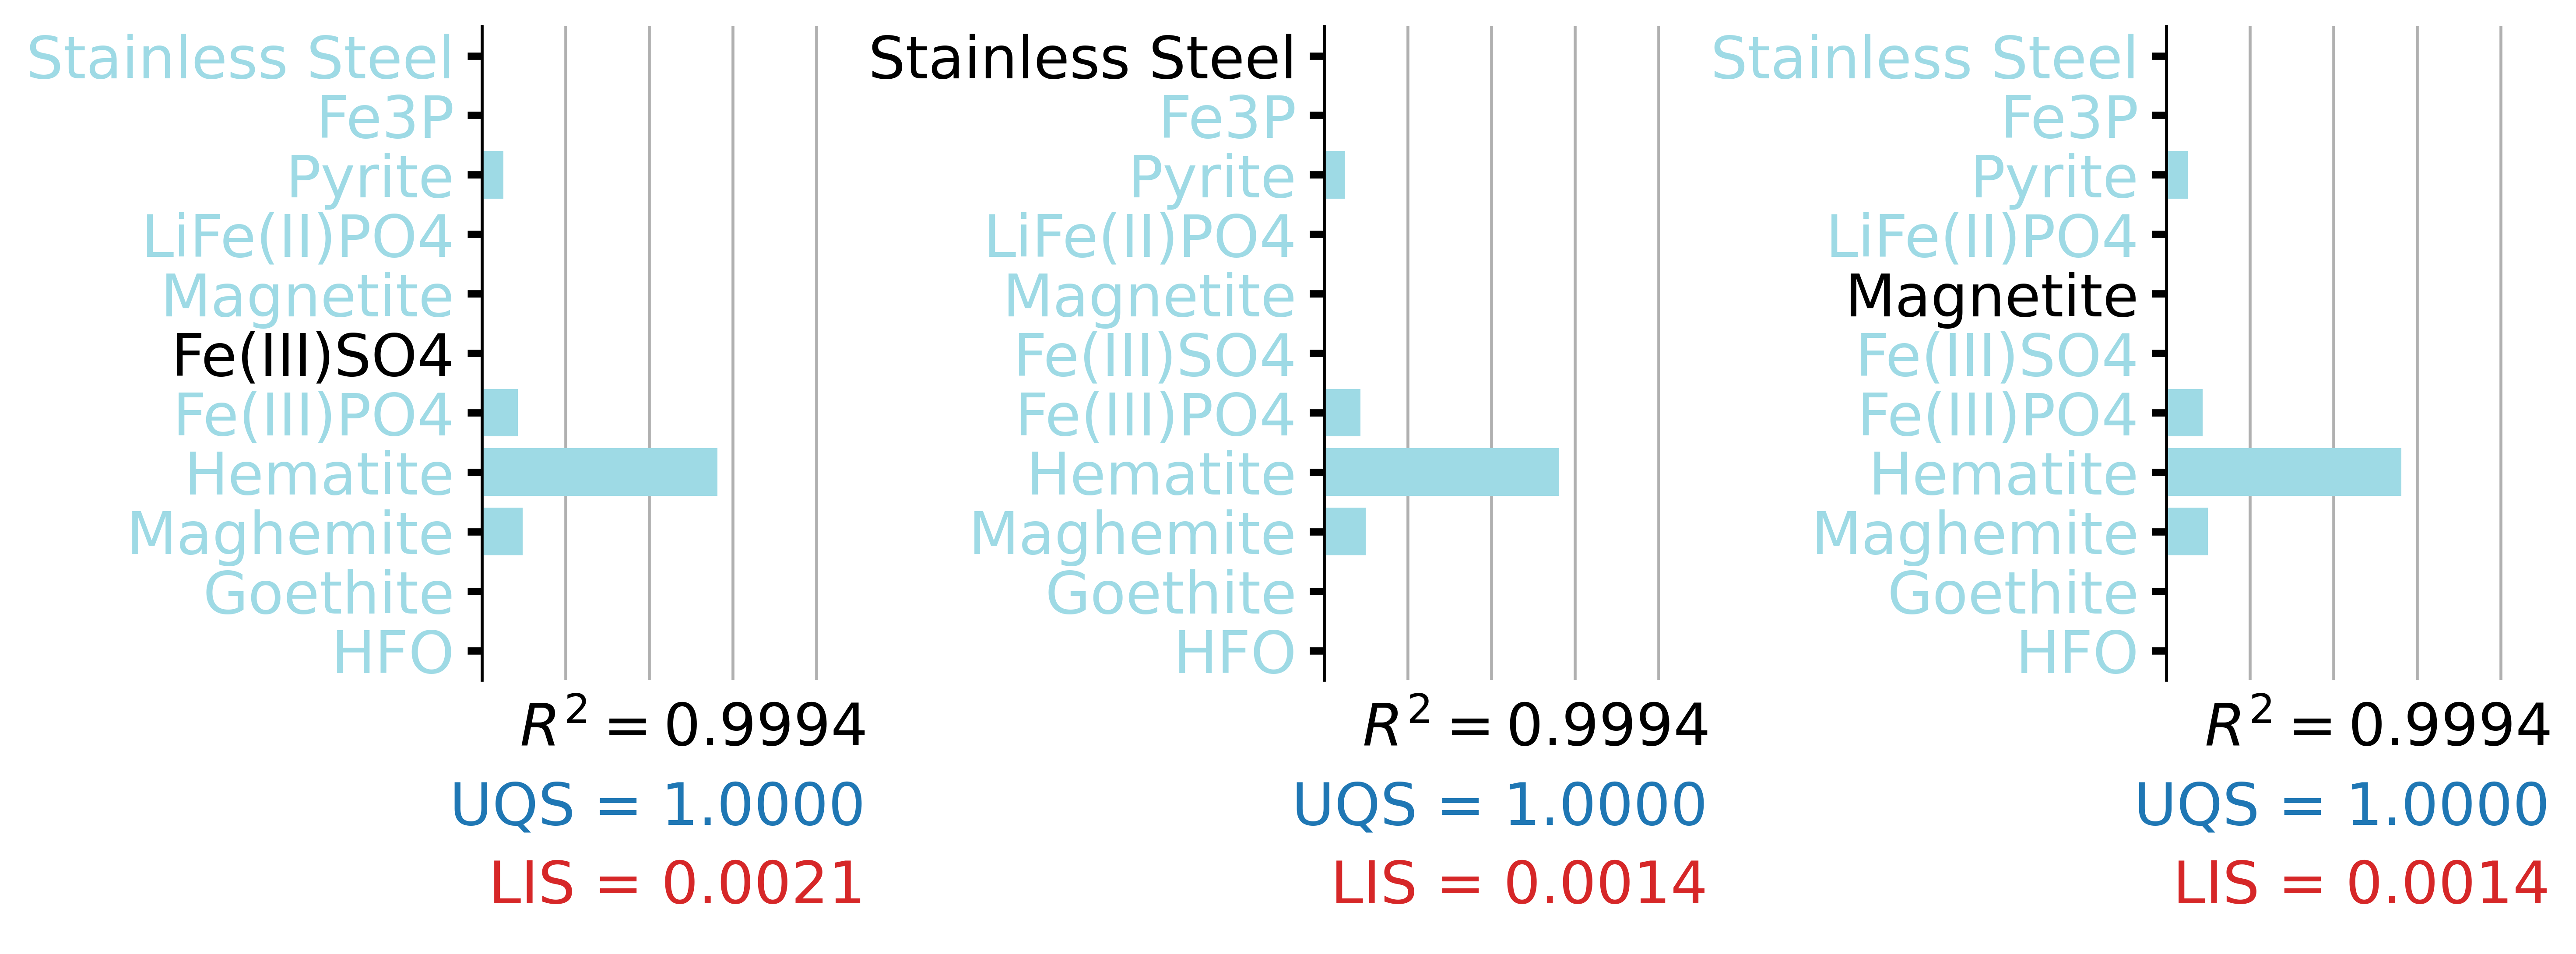 Stainless Steel
Fe3P
Pyrite
LiFe(II)PO4
Magnetite
Fe(III)SO4
Fe(III)PO4
Hematite
Maghemite
Goethite
HFO
R² = 0.9994
UQS = 1.0000
LIS = 0.0021
Stainless Steel
Fe3P
Pyrite
LiFe(II)PO4
Magnetite
Fe(III)SO4
Fe(III)PO4
Hematite
Maghemite
Goethite
HFO
R² = 0.9994
UQS = 1.0000
LIS = 0.0014
Stainless Steel
Fe3P
Pyrite
LiFe(II)PO4
Magnetite
Fe(III)SO4
Fe(III)PO4
Hematite
Maghemite
Goethite
HFO
R² = 0.9994
UQS = 1.0000
LIS = 0.0014